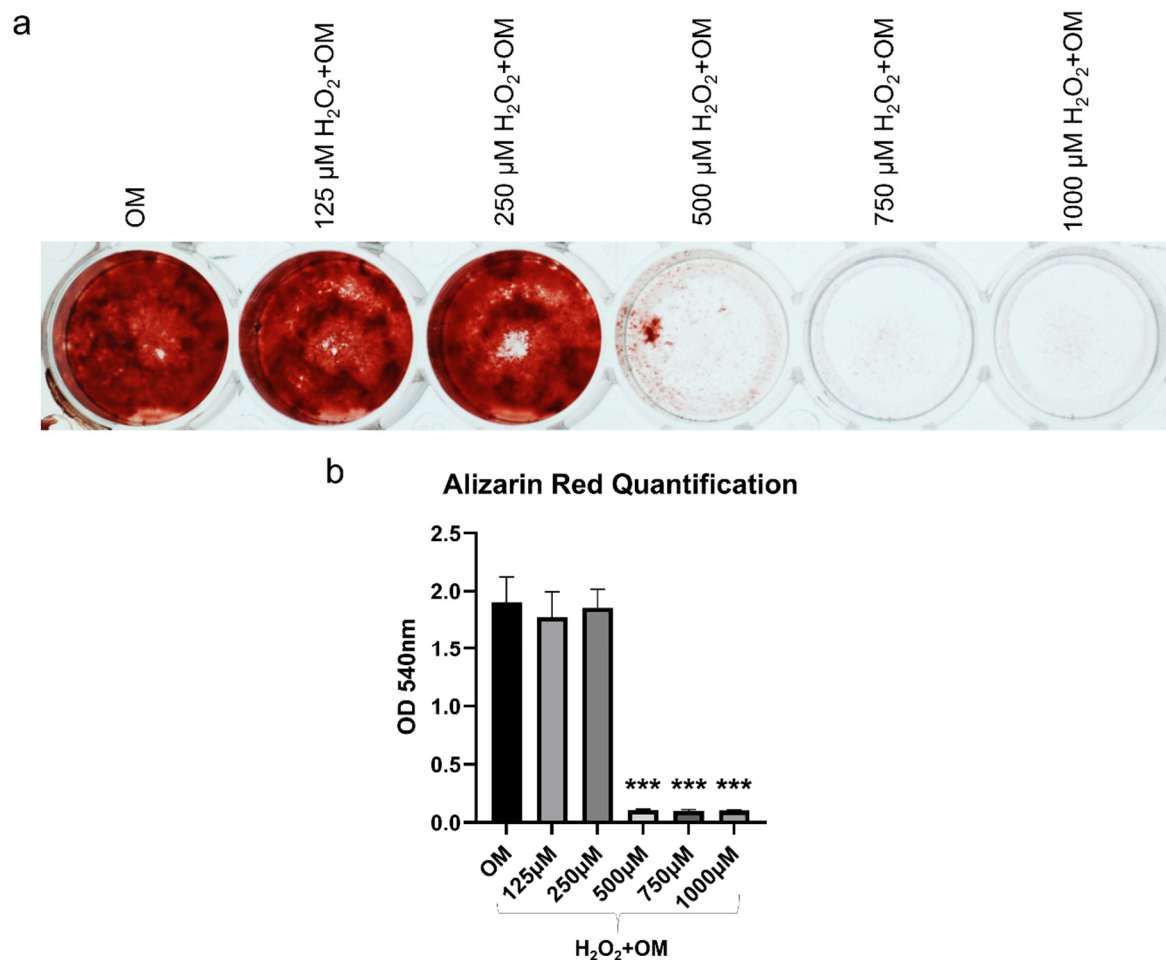 a
OM
125 µM H₂O₂+OM
250 µM H₂O₂+OM
500 µM H₂O₂+OM
750 µM H₂O₂+OM
1000 µM H₂O₂+OM
b
Alizarin Red Quantification
OD 540nm
2.5
2.0
1.5
1.0
0.5
0.0
*** *** ***
OM
125µM
250µM
500µM
750µM
1000µM
H₂O₂+OM